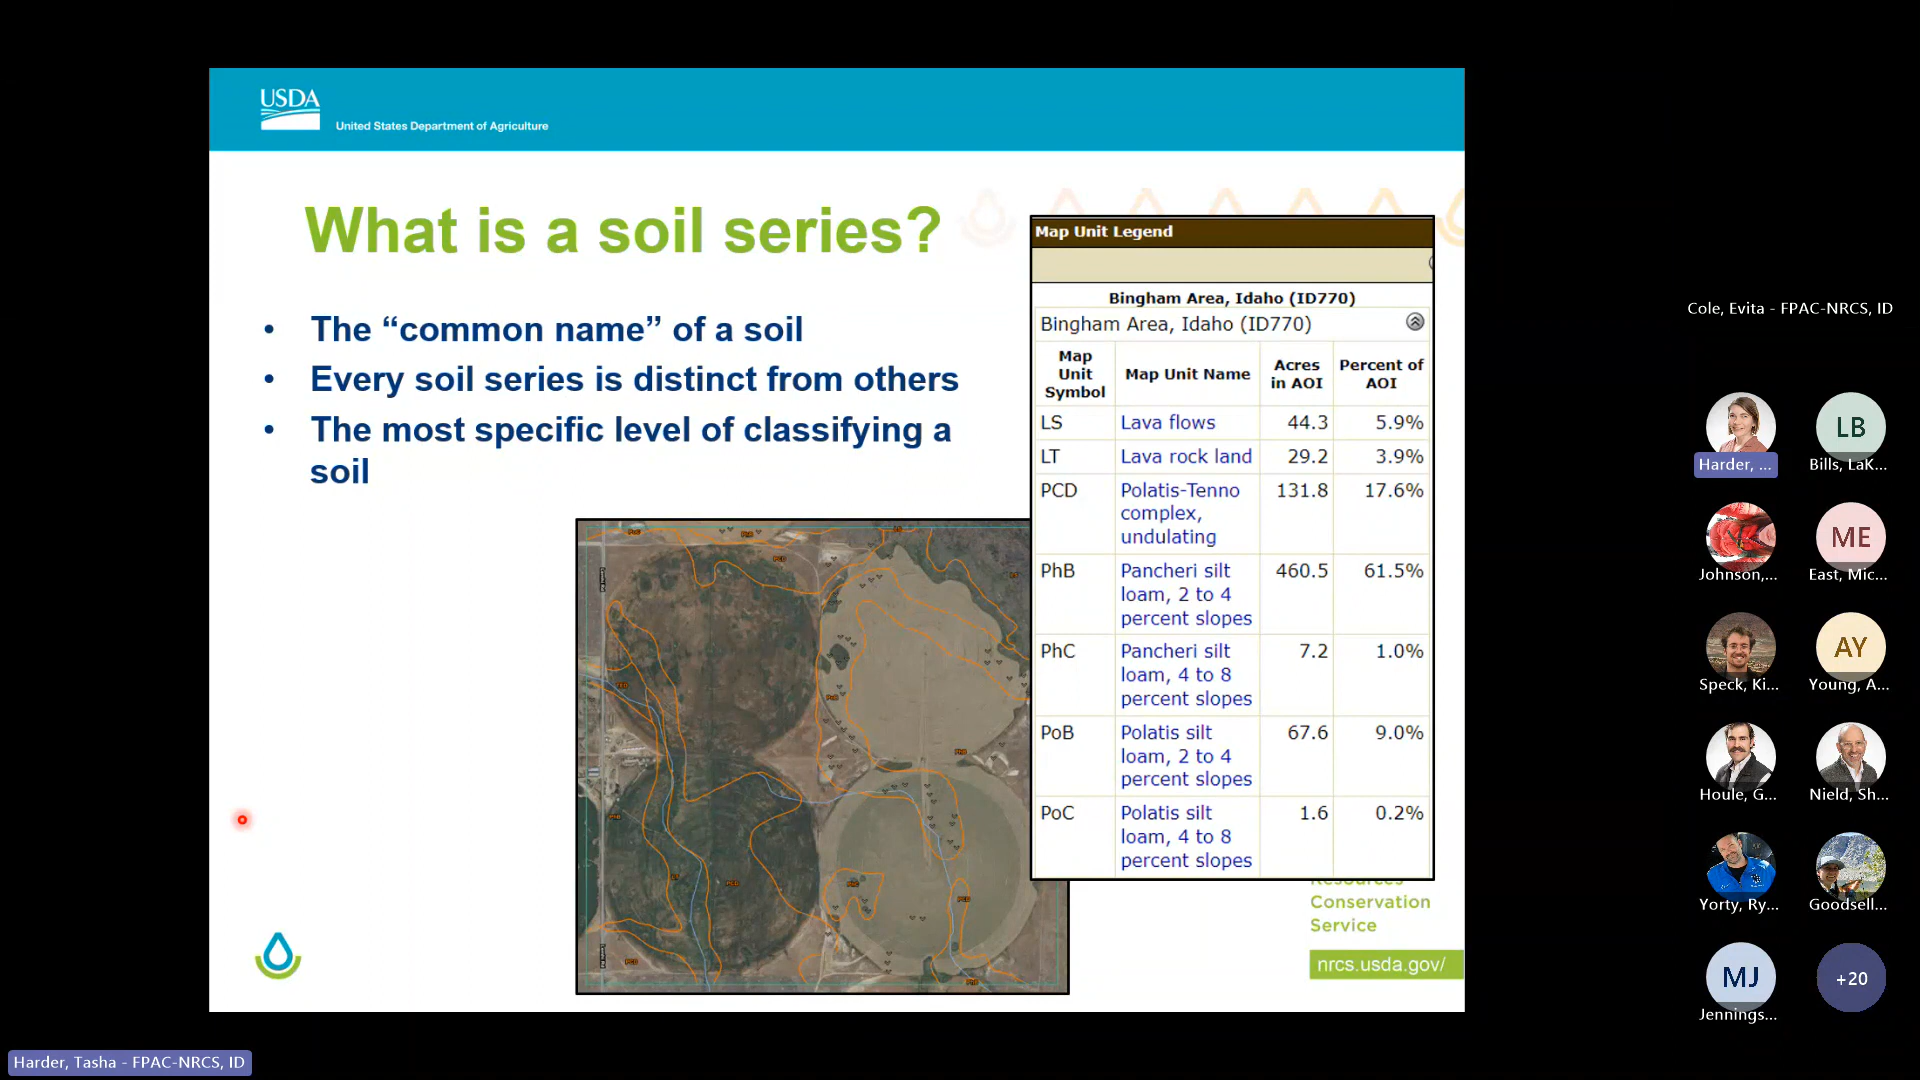 USDA
United States Department of Agriculture
What is a soil series?
• The “common name” of a soil
• Every soil series is distinct from others
• The most specific level of classifying a
soil
Map Unit Legend
Bingham Area, Idaho (ID770)
Bingham Area, Idaho (ID770)
Map Unit Symbol Map Unit Name Acres in AOI Percent of AOI
LS Lava flows 44.3 5.9%
LT Lava rock land 29.2 3.9%
PCD Polatis-Tenno 131.8 17.6%
complex,
undulating
PhB Pancheri silt 460.5 61.5%
loam, 2 to 4
percent slopes
PhC Pancheri silt 7.2 1.0%
loam, 4 to 8
percent slopes
PoB Polatis silt 67.6 9.0%
loam, 2 to 4
percent slopes
PoC Polatis silt 1.6 0.2%
loam, 4 to 8
percent slopes
Conservation
Service
nrcs.usda.gov/
Cole, Evita - FPAC-NRCS, ID
Harder, ...
LB
Bills, LaK...
Johnson,...
ME
East, Mic...
Speck, Ki...
AY
Young, A...
Houle, G...
Nield, Sh...
Yorty, Ry...
Goodsell...
MJ
Jennings...
+20
Harder, Tasha - FPAC-NRCS, ID